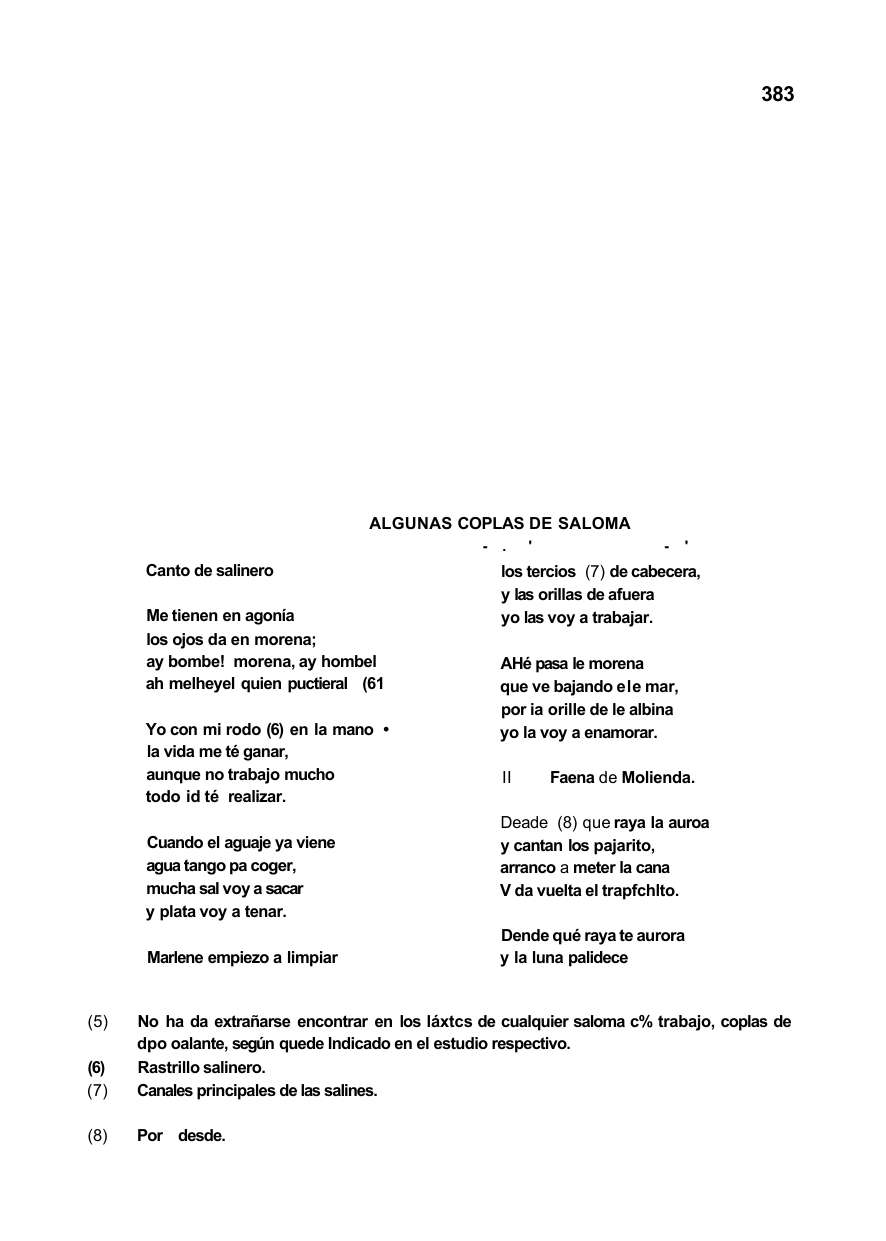 383
ALGUNAS COPLAS DE SALOMA
- . ' - '
Canto de salinero
Me tienen en agonía
los ojos da en morena;
ay bombe! morena, ay hombel
ah melheyel quien puctieral (61
Yo con mi rodo (6) en la mano •
la vida me té ganar,
aunque no trabajo mucho
todo id té realizar.
Cuando el aguaje ya viene
agua tango pa coger,
mucha sal voy a sacar
y plata voy a tenar.
Marlene empiezo a limpiar
los tercios (7) de cabecera,
y las orillas de afuera
yo las voy a trabajar.
AHé pasa le morena
que ve bajando ele mar,
por ia orille de le albina
yo la voy a enamorar.
II Faena de Molienda.
Deade (8) que raya la auroa
y cantan los pajarito,
arranco a meter la cana
V da vuelta el trapfchlto.
Dende qué raya te aurora
y la luna palidece
(5) No ha da extrañarse encontrar en los láxtcs de cualquier saloma c% trabajo, coplas de
dpo oalante, según quede Indicado en el estudio respectivo.
(6) Rastrillo salinero.
(7) Canales principales de las salines.
(8) Por desde.